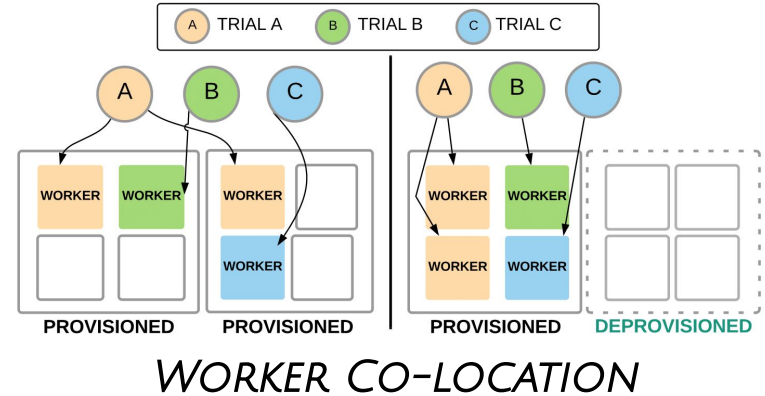 A TRIAL A B TRIAL B C TRIAL C
A B C A B C
WORKER WORKER WORKER WORKER WORKER
WORKER WORKER WORKER
PROVISIONED PROVISIONED PROVISIONED DEPROVISIONED
WORKER CO-LOCATION